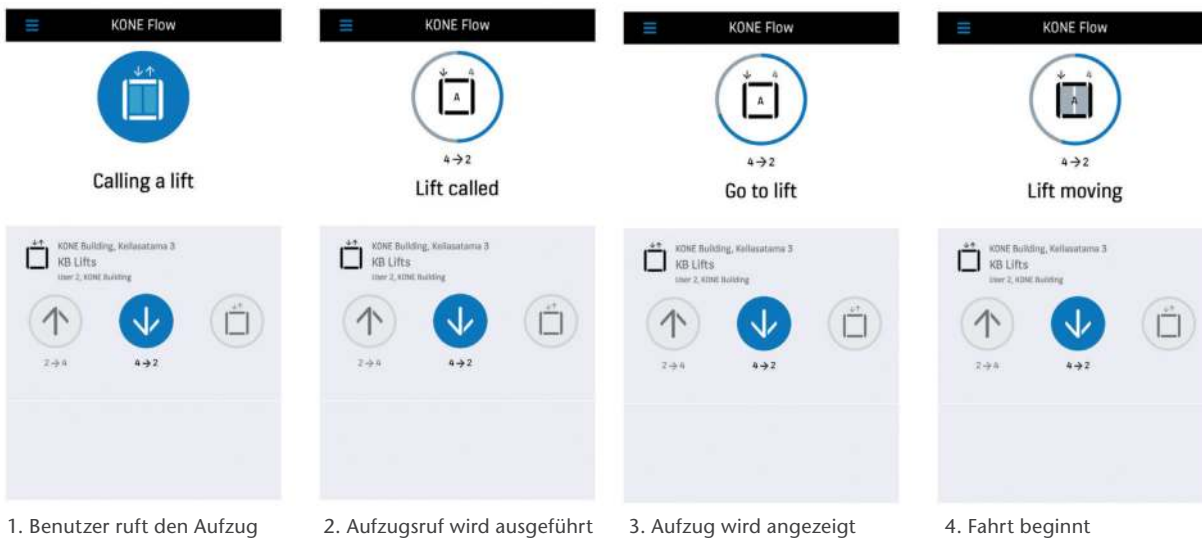 KONE Flow
4
A
Calling a lift
KONE Building, Keilasatama 3
KB Lifts
User 2, KONE Building
2→4
4→2
1. Benutzer ruft den Aufzug
KONE Flow
4
A
4→2
Lift called
KONE Building, Keilasatama 3
KB Lifts
User 2, KONE Building
2→4
4→2
2. Aufzugsruf wird ausgeführt
KONE Flow
4
A
4→2
Go to lift
KONE Building, Keilasatama 3
KB Lifts
User 2, KONE Building
2→4
4→2
3. Aufzug wird angezeigt
KONE Flow
4
A
4→2
Lift moving
KONE Building, Keilasatama 3
KB Lifts
User 2, KONE Building
2→4
4→2
4. Fahrt beginnt